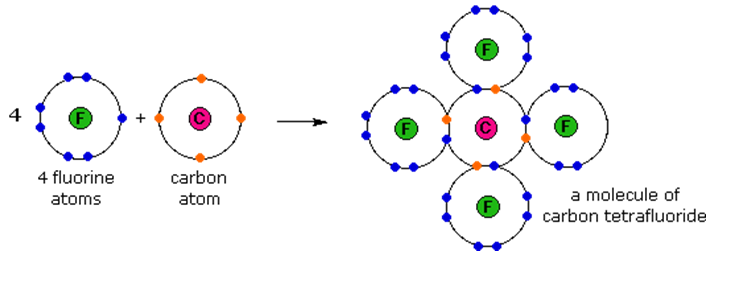 4 F + C
4 fluorine
atoms
carbon
atom
F
F C F
F
a molecule of
carbon tetrafluoride